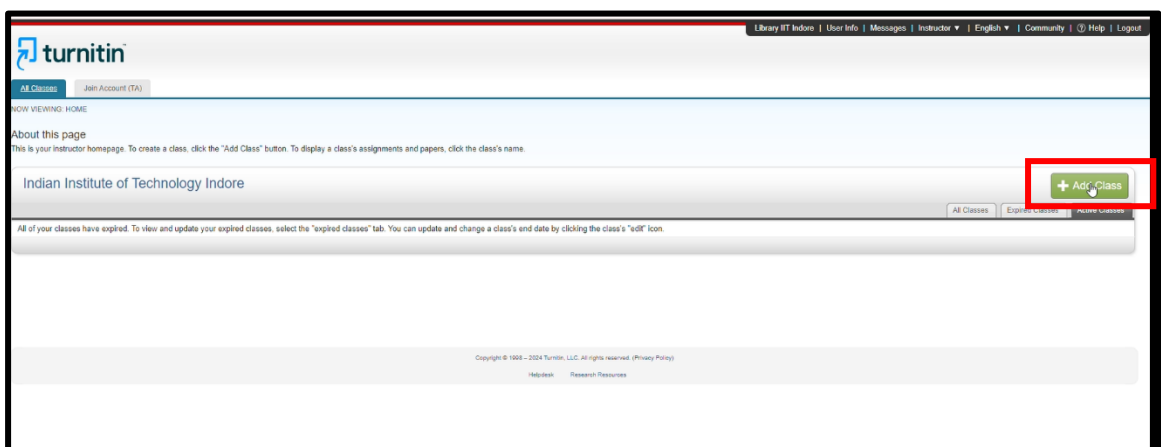 Library IIT Indore | User Info | Messages | Instructor ▼ | English ▼ | Community | ? Help | Logout
turnitin
All Classes Join Account (TA)
NOW VIEWING: HOME
About this page
This is your instructor homepage. To create a class, click the "Add Class" button. To display a class's assignments and papers, click the class's name.
Indian Institute of Technology Indore
+ Add Class
All Classes Expired Classes Active Classes
All of your classes have expired. To view and update your expired classes, select the "expired classes" tab. You can update and change a class's end date by clicking the class's "edit" icon.
Copyright © 1998 – 2024 Turnitin, LLC. All rights reserved. (Privacy Policy)
Helpdesk Research Resources